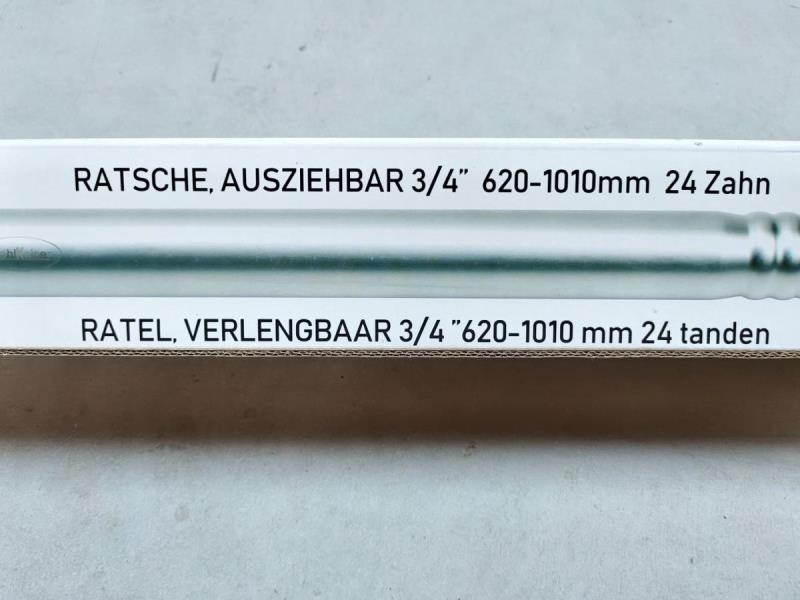 RATSCHE, AUSZIEHBAR 3/4” 620-1010mm 24 Zahn
RATEL, VERLENGBAAR 3/4 ”620-1010 mm 24 tanden